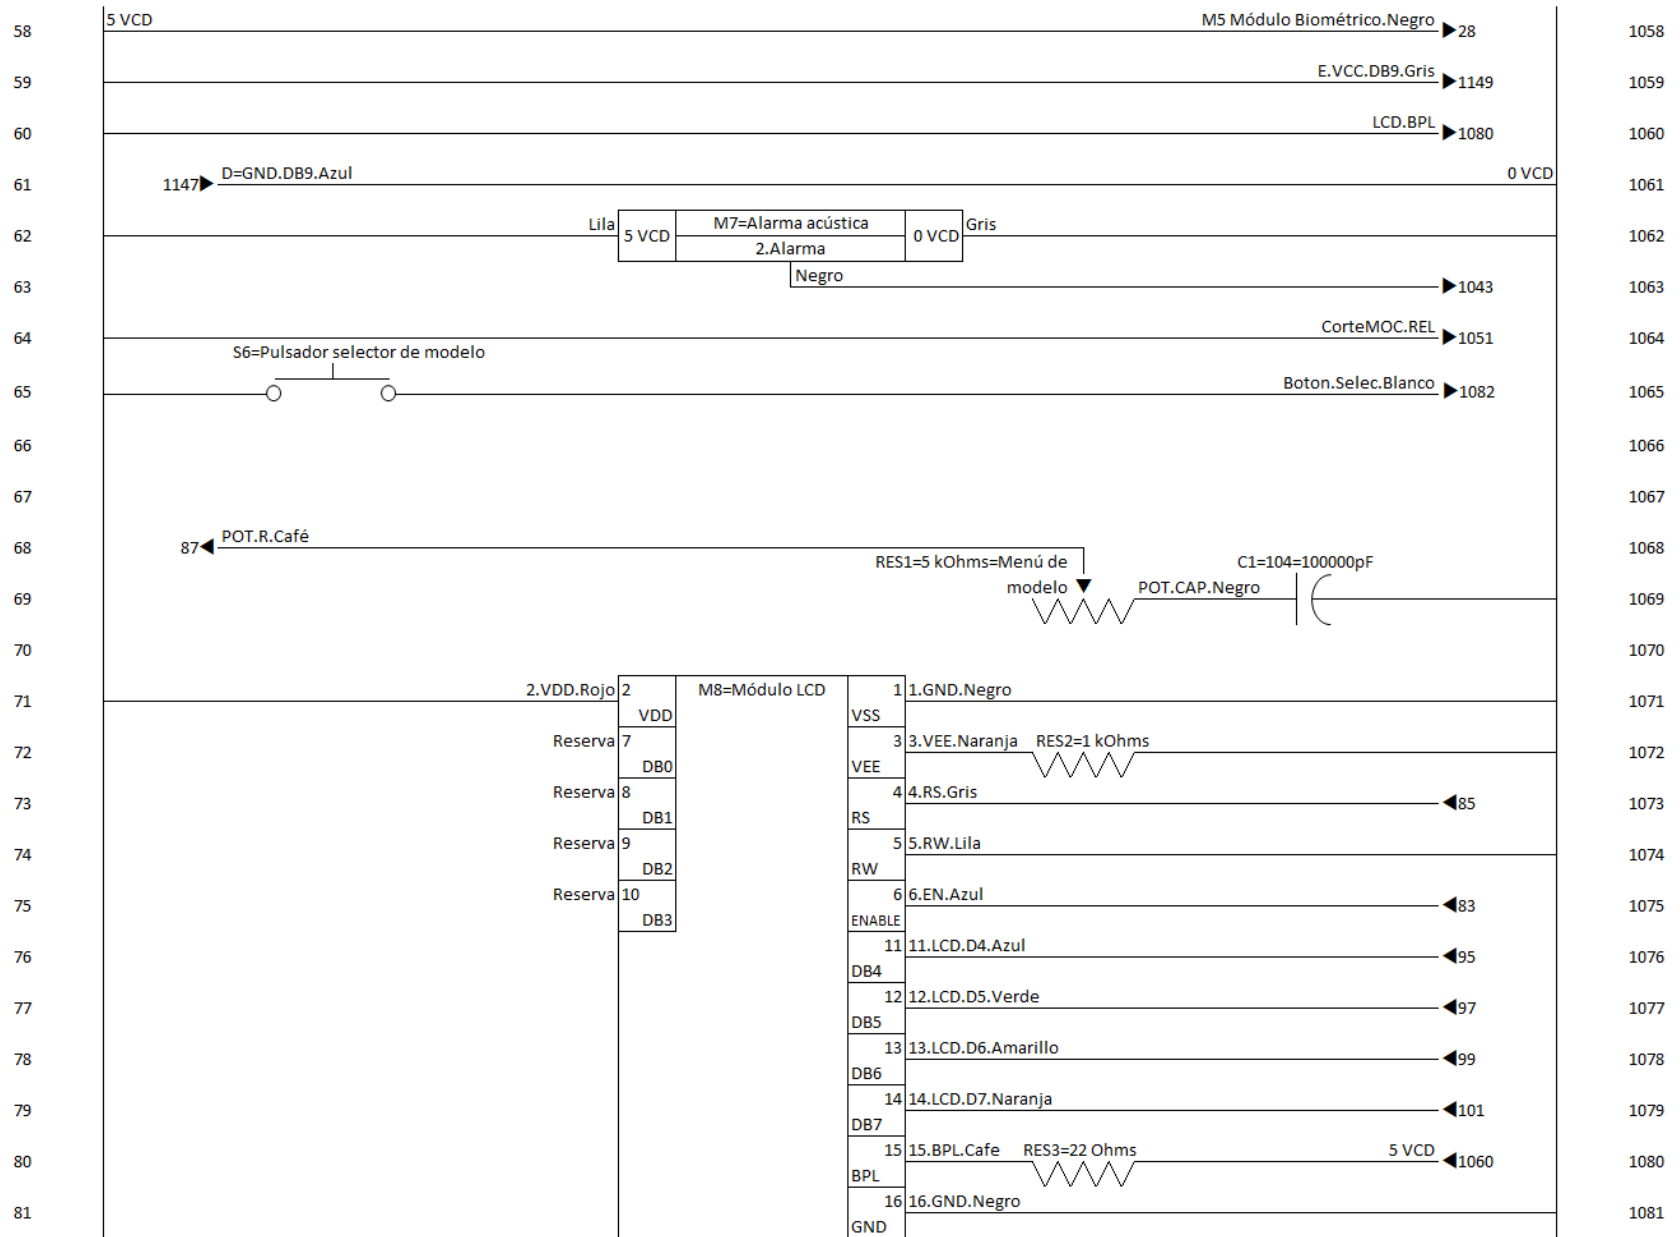 5 VCD
58 M5 Módulo Biométrico.Negro 28 1058
59 E.VCC.DB9.Gris 1149 1059
60 LCD.BPL 1080 1060
61 1147 D=GND.DB9.Azul 0 VCD 1061
62 Lila 5 VCD M7=Alarma acústica 0 VCD Gris 1062
2.Alarma
63 Negro 1043 1063
64 CorteMOC.REL 1051 1064
S6=Pulsador selector de modelo
65 Boton.Selec.Blanco 1082 1065
66 1066
67 1067
68 87 POT.R.Café 1068
RES1=5 kOhms=Menú de C1=104=100000pF
modelo POT.CAP.Negro
69 1069
70 1070
71 2.VDD.Rojo 2 M8=Módulo LCD 1 1.GND.Negro 1071
VDD VSS
72 Reserva 7 3 3.VEE.Naranja RES2=1 kOhms 1072
DB0 VEE
73 Reserva 8 4 4.RS.Gris 85 1073
DB1 RS
74 Reserva 9 5 5.RW.Lila 1074
DB2 RW
75 Reserva 10 6 6.EN.Azul 83 1075
DB3 ENABLE
76 11 11.LCD.D4.Azul 95 1076
DB4
77 12 12.LCD.D5.Verde 97 1077
DB5
78 13 13.LCD.D6.Amarillo 99 1078
DB6
79 14 14.LCD.D7.Naranja 101 1079
DB7
80 15 15.BPL.Cafe RES3=22 Ohms 5 VCD 1060 1080
BPL
81 16 16.GND.Negro 1081
GND